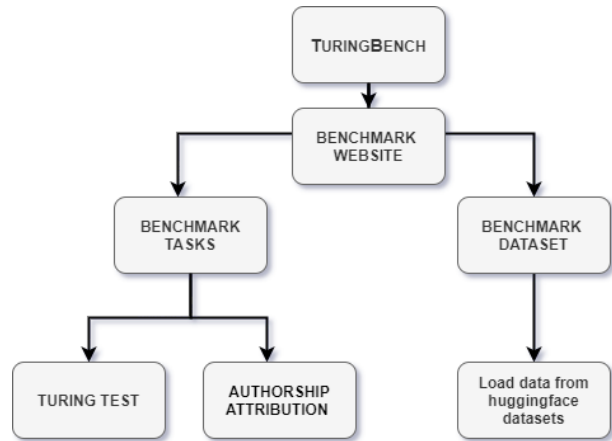 TURINGBENCH
BENCHMARK
WEBSITE
BENCHMARK
TASKS
BENCHMARK
DATASET
TURING TEST
AUTHORSHIP
ATTRIBUTION
Load data from
huggingface
datasets